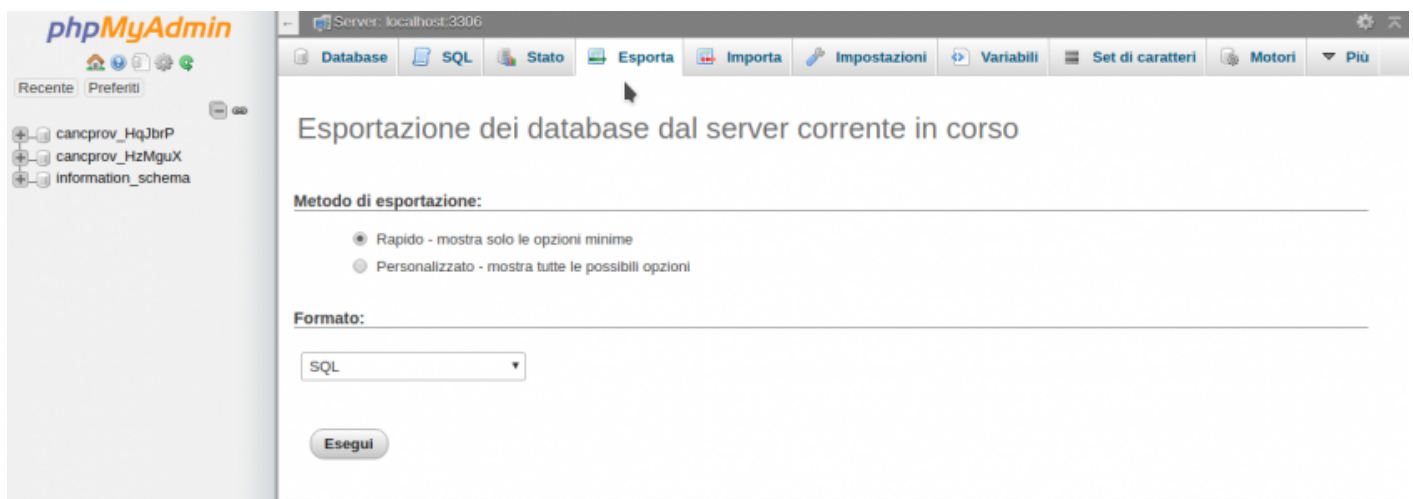 phpMyAdmin
Recente Preferiti
cancprov_HqJbrP
cancprov_HzMguX
information_schema
Server: localhost:3306
Database SQL Stato Esporta Importa Impostazioni Variabili Set di caratteri Motori Più
Esportazione dei database dal server corrente in corso
Metodo di esportazione:
Rapido - mostra solo le opzioni minime
Personalizzato - mostra tutte le possibili opzioni
Formato:
SQL
Esegui